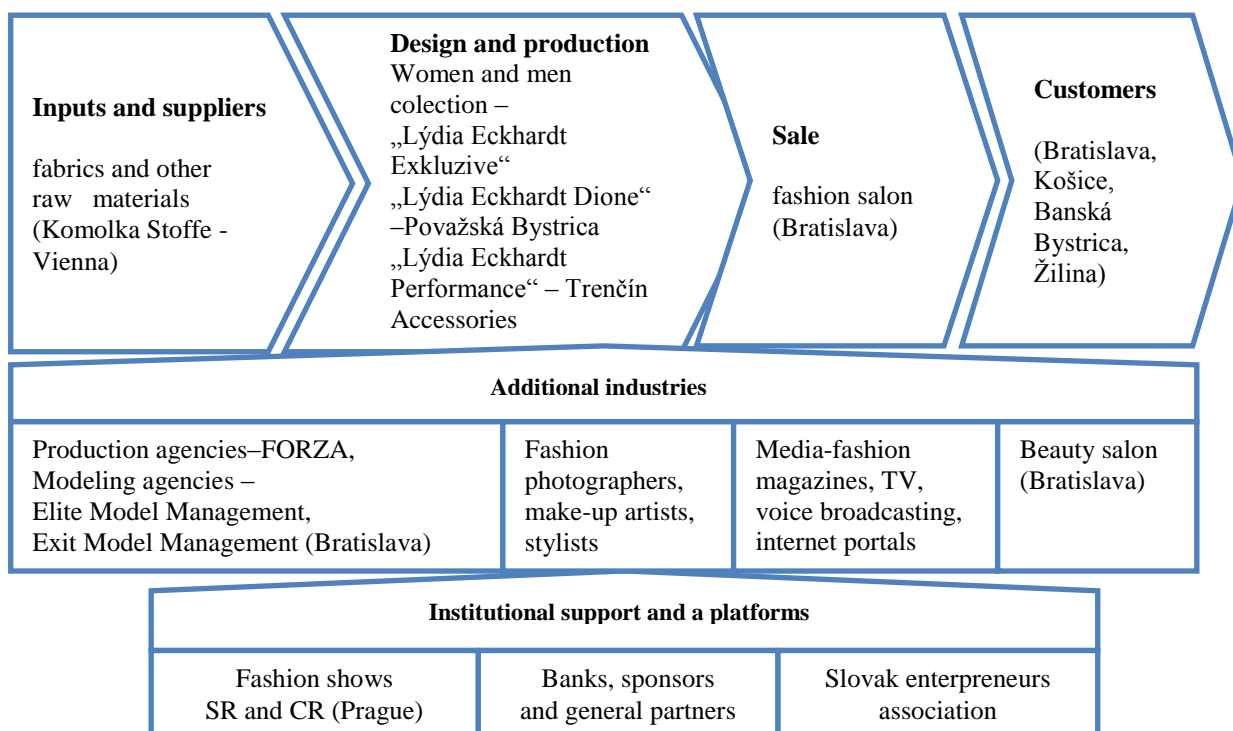 Inputs and suppliers
fabrics and other
raw materials
(Komolka Stoffe -
Vienna)
Design and production
Women and men
colection –
„Lýdia Eckhardt
Exkluzive“
„Lýdia Eckhardt Dione“
–Považská Bystrica
„Lýdia Eckhardt
Performance“ – Trenčín
Accessories
Sale
fashion salon
(Bratislava)
Customers
(Bratislava,
Košice,
Banská
Bystrica,
Žilina)
Additional industries
Production agencies–FORZA,
Modeling agencies –
Elite Model Management,
Exit Model Management (Bratislava)
Fashion
photographers,
make-up artists,
stylists
Media-fashion
magazines, TV,
voice broadcasting,
internet portals
Beauty salon
(Bratislava)
Institutional support and a platforms
Fashion shows
SR and CR (Prague)
Banks, sponsors
and general partners
Slovak enterpreneurs
association